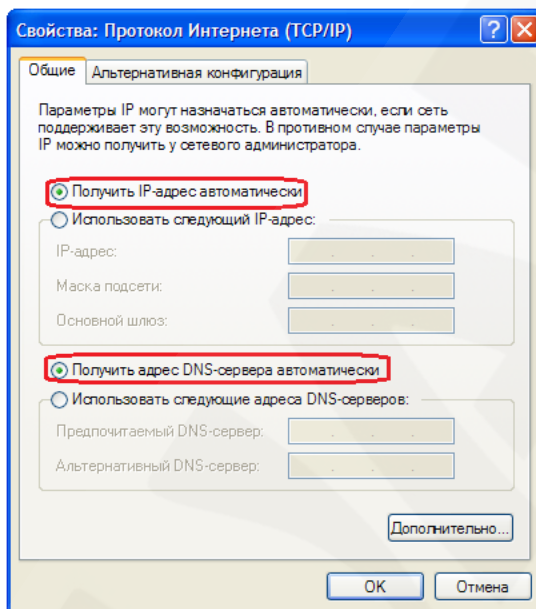 Свойства: Протокол Интернета (TCP/IP)
Общие Альтернативная конфигурация
Параметры IP могут назначаться автоматически, если сеть
поддерживает эту возможность. В противном случае параметры
IP можно получить у сетевого администратора.
Получить IP-адрес автоматически
Использовать следующий IP-адрес:
IP-адрес:
Маска подсети:
Основной шлюз:
Получить адрес DNS-сервера автоматически
Использовать следующие адреса DNS-серверов:
Предпочитаемый DNS-сервер:
Альтернативный DNS-сервер:
Дополнительно...
OK Отмена